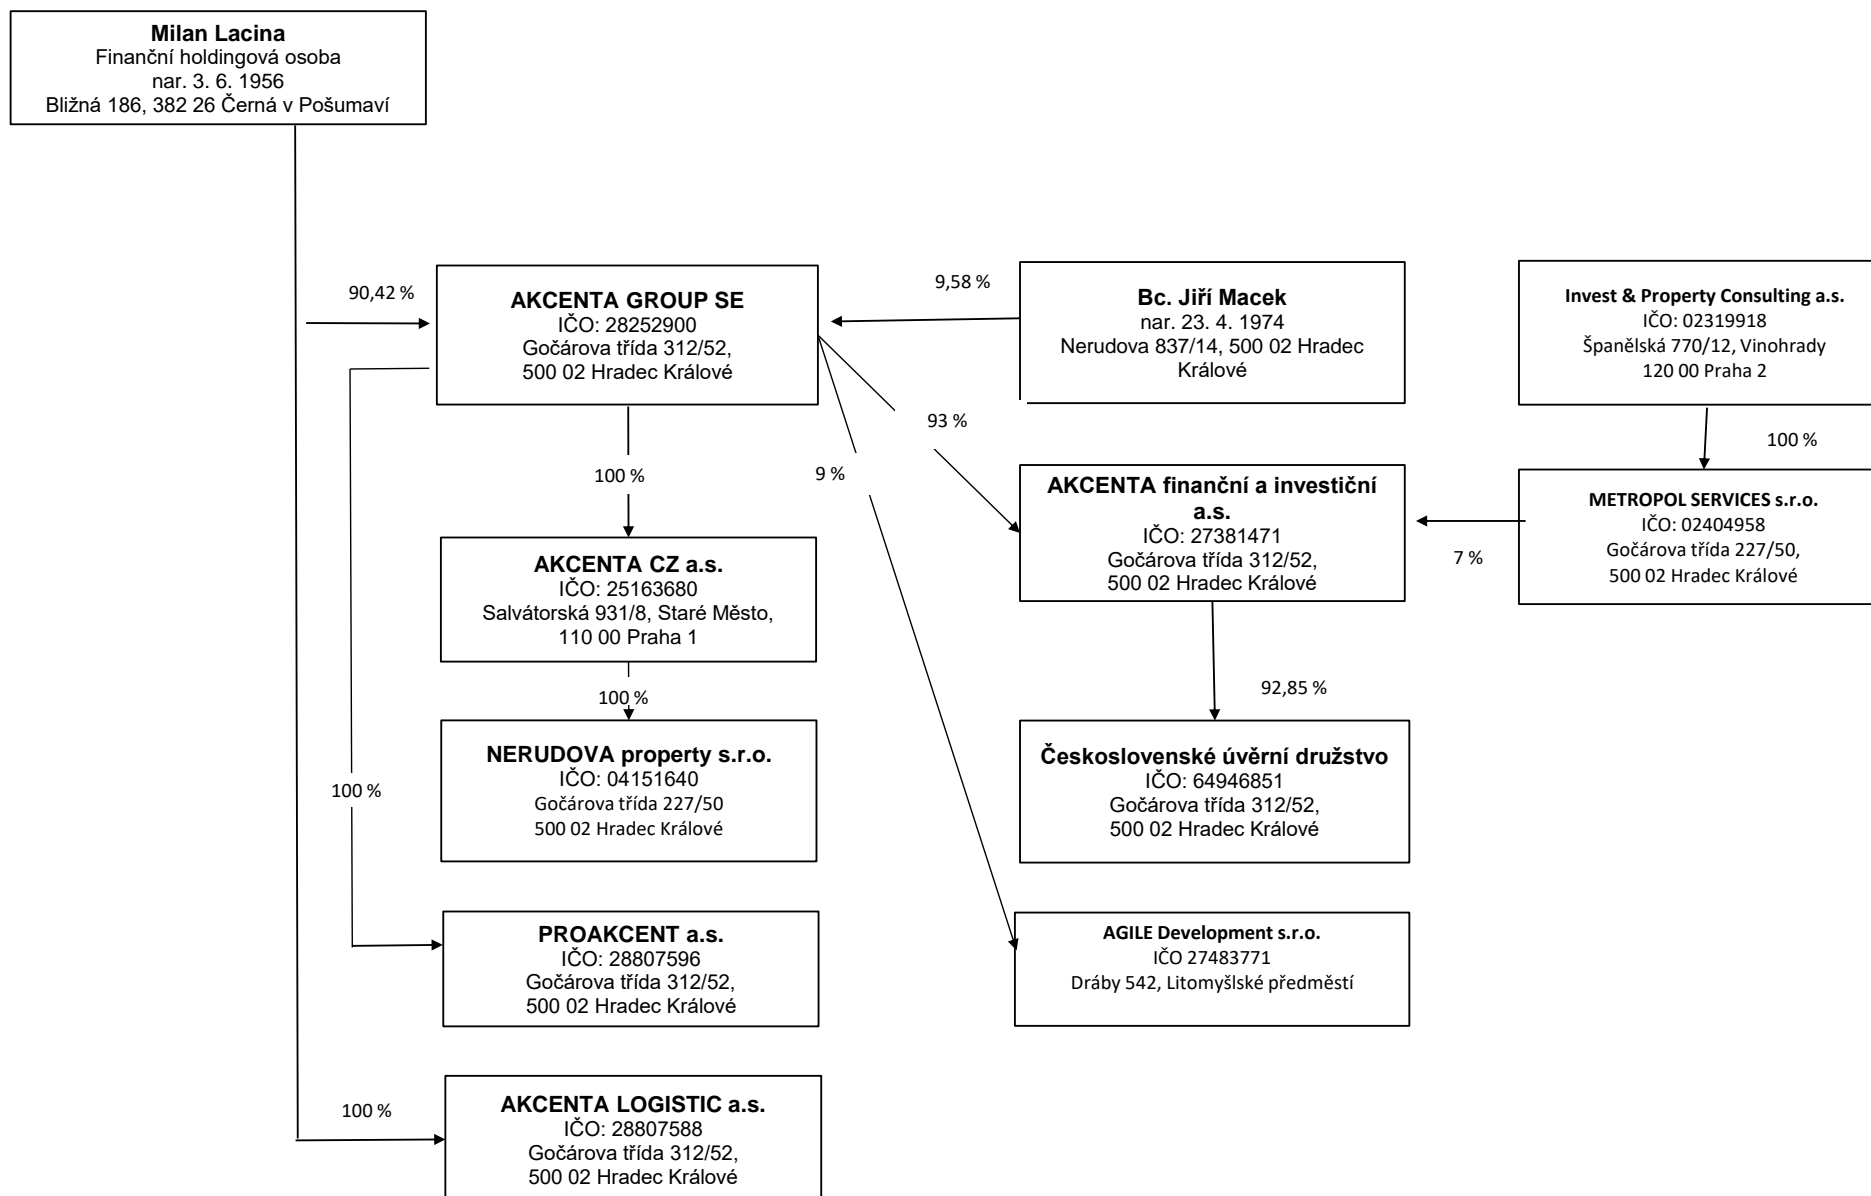 Milan Lacina
Finanční holdingová osoba
nar. 3. 6. 1956
Bližná 186, 382 26 Černá v Pošumaví
90,42 %
AKCENTA GROUP SE
IČO: 28252900
Gočárova třída 312/52,
500 02 Hradec Králové
9,58 %
Bc. Jiří Macek
nar. 23. 4. 1974
Nerudova 837/14, 500 02 Hradec
Králové
Invest & Property Consulting a.s.
IČO: 02319918
Španělská 770/12, Vinohrady
120 00 Praha 2
93 %
100 %
100 %
9 %
AKCENTA finanční a investiční
a.s.
IČO: 27381471
Gočárova třída 312/52,
500 02 Hradec Králové
7 %
METROPOL SERVICES s.r.o.
IČO: 02404958
Gočárova třída 227/50,
500 02 Hradec Králové
AKCENTA CZ a.s.
IČO: 25163680
Salvátorská 931/8, Staré Město,
110 00 Praha 1
100 %
92,85 %
NERUDOVA property s.r.o.
IČO: 04151640
Gočárova třída 227/50
500 02 Hradec Králové
Československé úvěrní družstvo
IČO: 64946851
Gočárova třída 312/52,
500 02 Hradec Králové
100 %
PROAKCENT a.s.
IČO: 28807596
Gočárova třída 312/52,
500 02 Hradec Králové
AGILE Development s.r.o.
IČO 27483771
Dráby 542, Litomyšlské předměstí
100 %
AKCENTA LOGISTIC a.s.
IČO: 28807588
Gočárova třída 312/52,
500 02 Hradec Králové